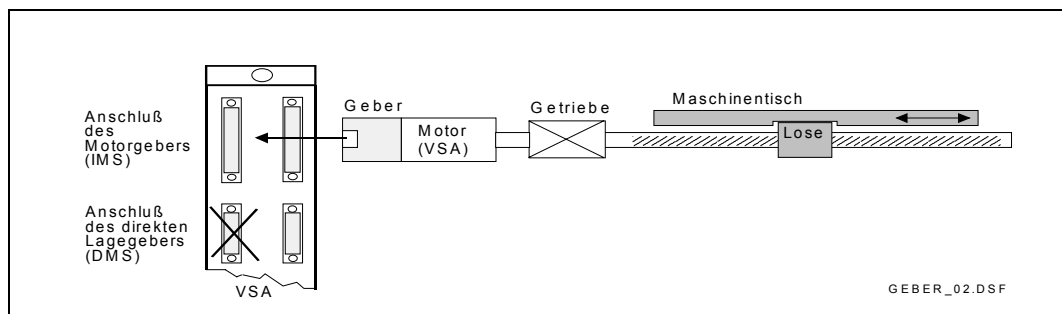 Anschluß
des
Motorgebers
(IMS)
Anschluß
des direkten
Lagegebers
(DMS)
VSA
Geber
Motor
(VSA)
Getriebe
Maschinentisch
Lose
GEBER_02.DSF